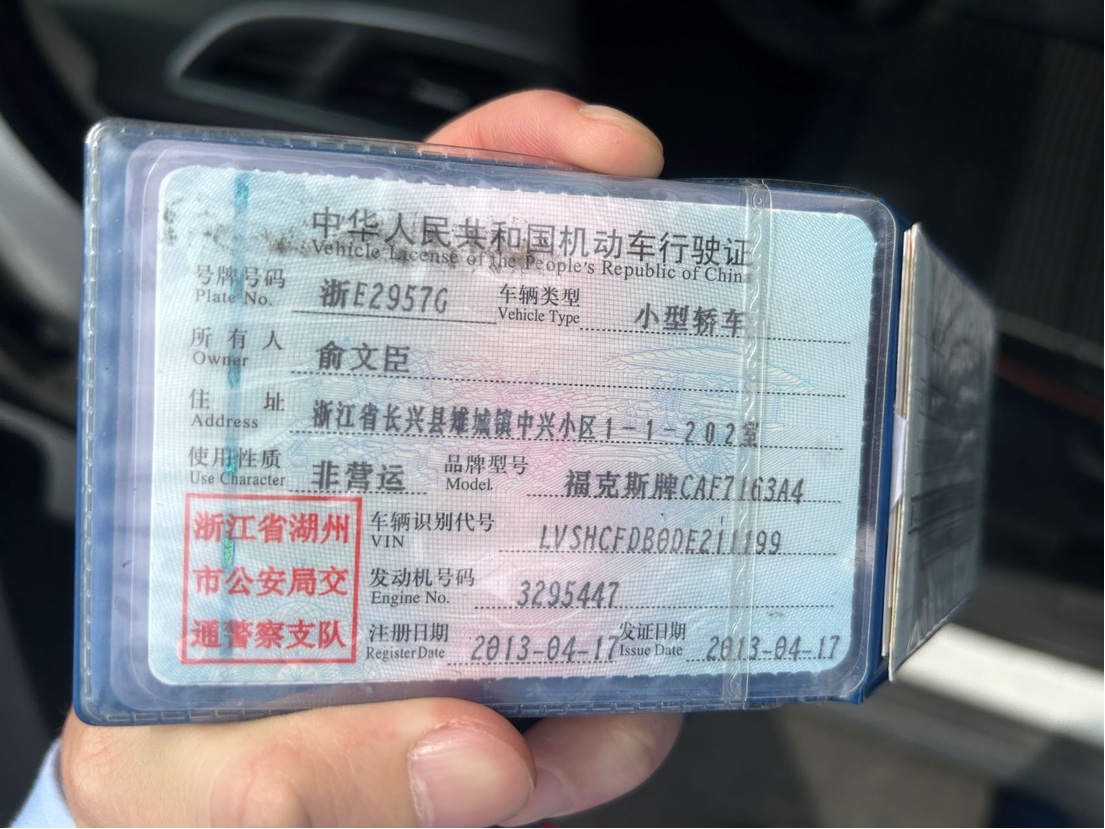 中华人民共和国机动车行驶证
Vehicle License of the People's Republic of China
号牌号码 浙E2957G 车辆类型 小型轿车
Plate No. Vehicle Type
所有人 俞文臣
Owner
住址 浙江省长兴县雉城镇中兴小区1-1-202室
Address
使用性质 非营运 品牌型号 福克斯牌CAF7163A4
Use Character Model
浙江省湖州
市公安局交
通警察支队
车辆识别代号 LVSHCFDB0DE211199
VIN
发动机号码 3295447
Engine No.
注册日期 2013-04-17 发证日期 2013-04-17
Register Date Issue Date